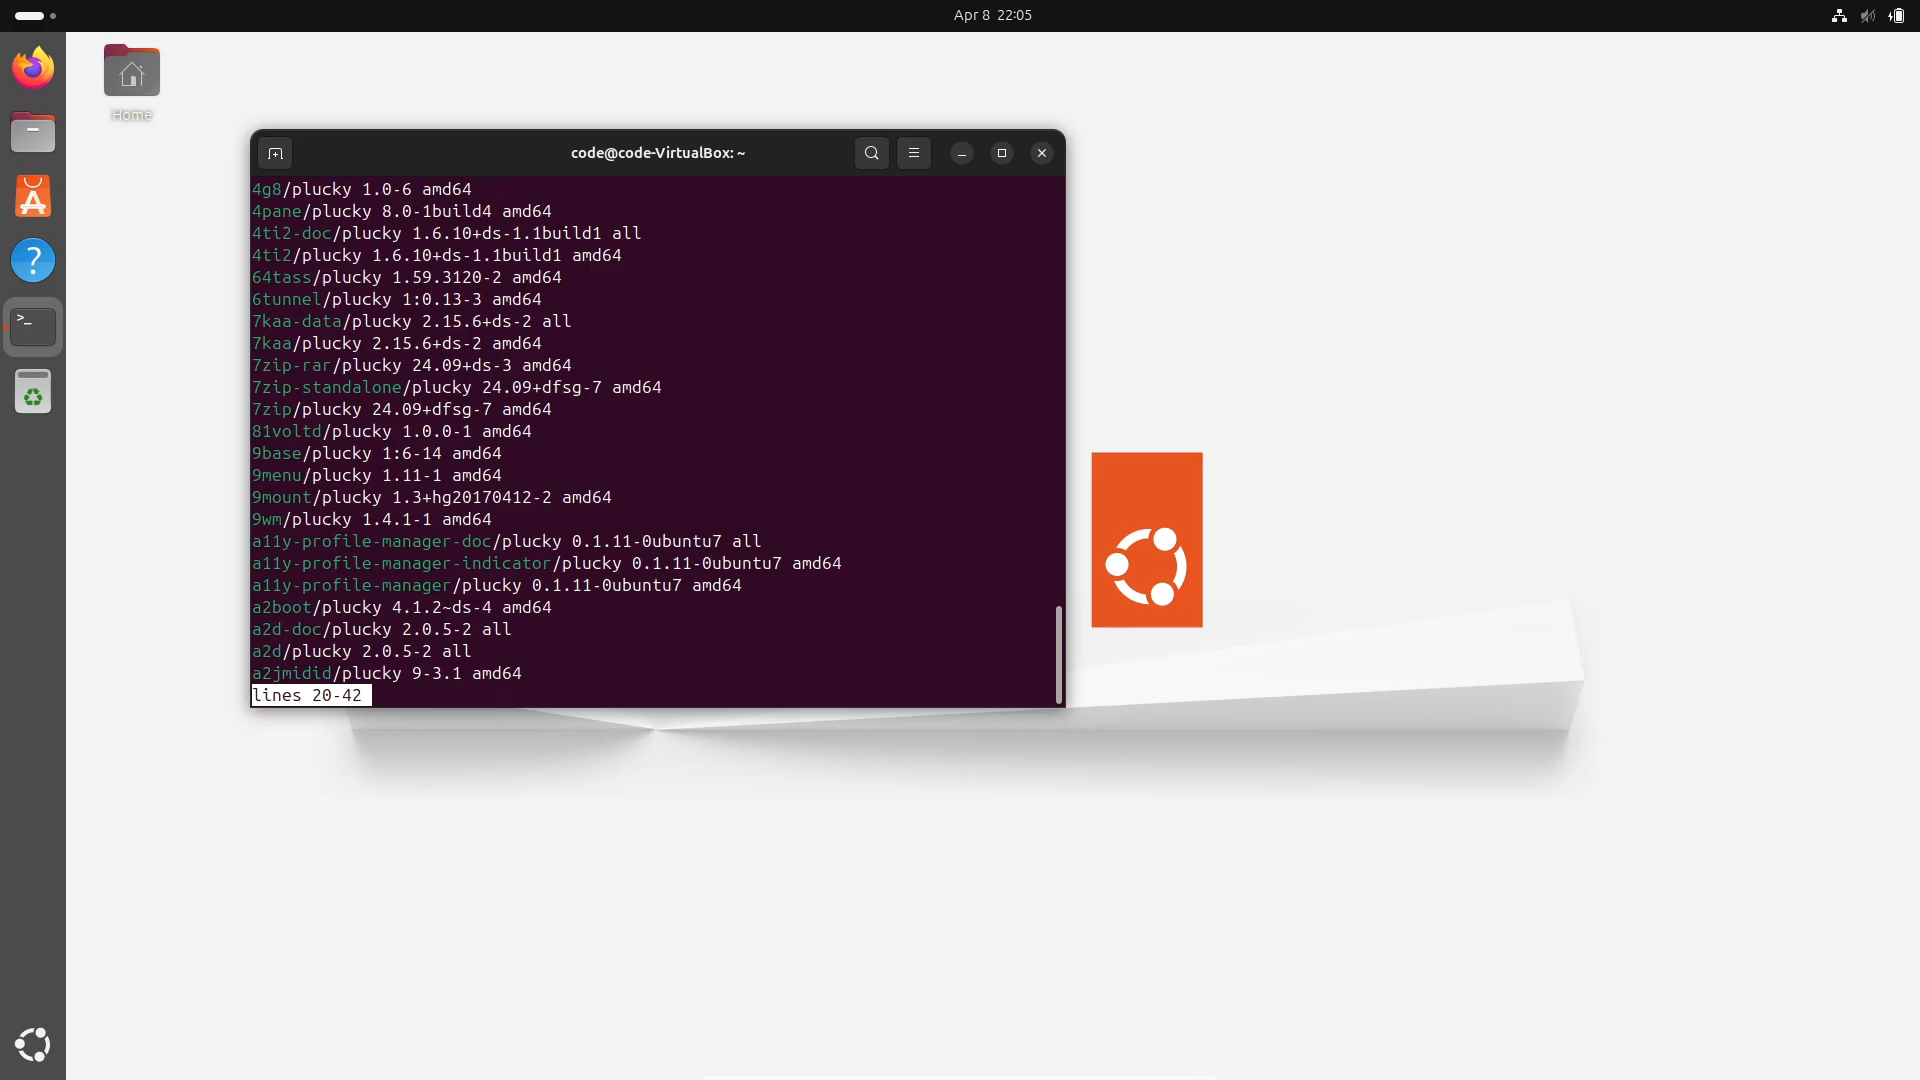 Apr 8 22:05
Home
code@code-VirtualBox: ~
4g8/plucky 1.0-6 amd64
4pane/plucky 8.0-1build4 amd64
4ti2-doc/plucky 1.6.10+ds-1.1build1 all
4ti2/plucky 1.6.10+ds-1.1build1 amd64
64tass/plucky 1.59.3120-2 amd64
6tunnel/plucky 1:0.13-3 amd64
7kaa-data/plucky 2.15.6+ds-2 all
7kaa/plucky 2.15.6+ds-2 amd64
7zip-rar/plucky 24.09+ds-3 amd64
7zip-standalone/plucky 24.09+dfsg-7 amd64
7zip/plucky 24.09+dfsg-7 amd64
81voltd/plucky 1.0.0-1 amd64
9base/plucky 1:6-14 amd64
9menu/plucky 1.11-1 amd64
9mount/plucky 1.3+hg20170412-2 amd64
9wm/plucky 1.4.1-1 amd64
a11y-profile-manager-doc/plucky 0.1.11-0ubuntu7 all
a11y-profile-manager-indicator/plucky 0.1.11-0ubuntu7 amd64
a11y-profile-manager/plucky 0.1.11-0ubuntu7 amd64
a2boot/plucky 4.1.2~ds-4 amd64
a2d-doc/plucky 2.0.5-2 all
a2d/plucky 2.0.5-2 all
a2jmidid/plucky 9-3.1 amd64
lines 20-42